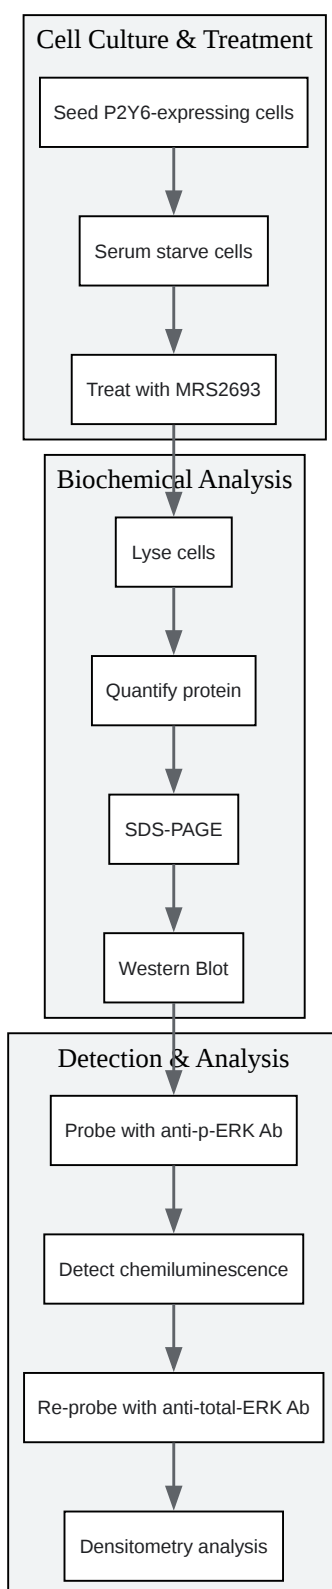 Cell Culture & Treatment
Seed P2Y6-expressing cells
Serum starve cells
Treat with MRS2693
Biochemical Analysis
Lyse cells
Quantify protein
SDS-PAGE
Western Blot
Detection & Analysis
Probe with anti-p-ERK Ab
Detect chemiluminescence
Re-probe with anti-total-ERK Ab
Densitometry analysis